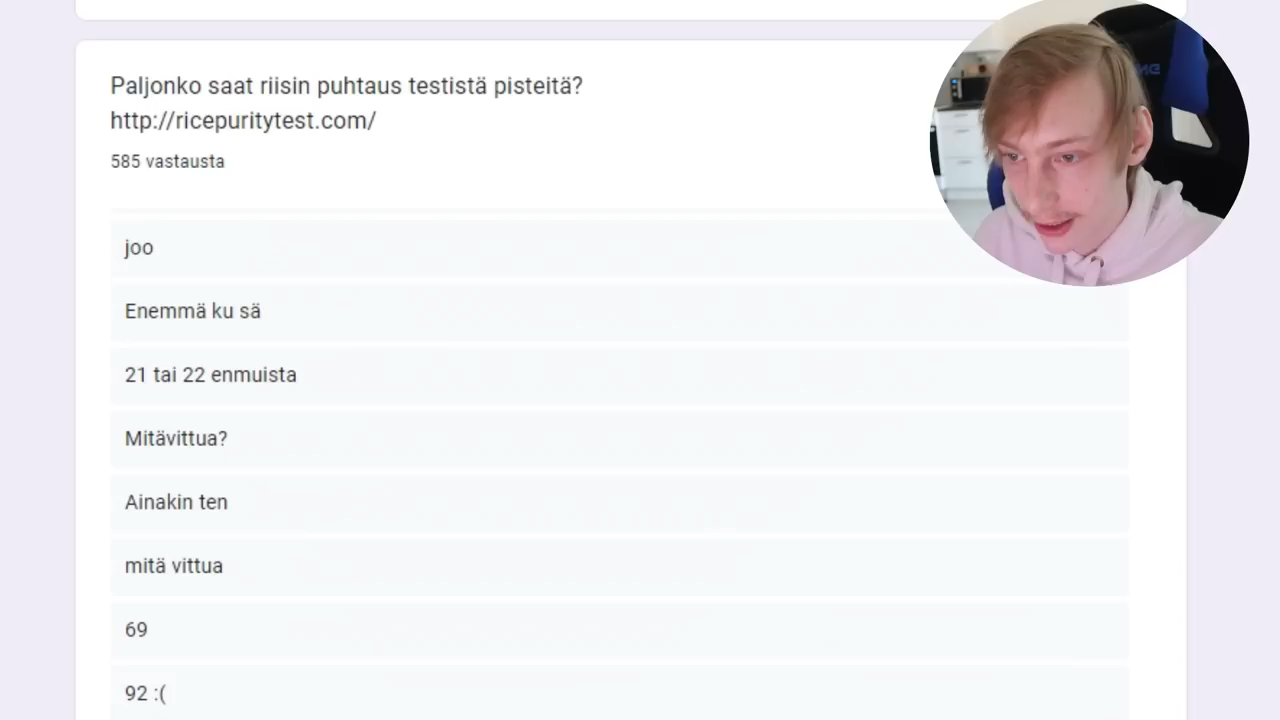 Paljonko saat riisin puhtaus testistä pisteitä?
http://ricepuritytest.com/
585 vastausta
joo
Enemmä ku sä
21 tai 22 enmuista
Mitävittua?
Ainakin ten
mitä vittua
69
92 :(